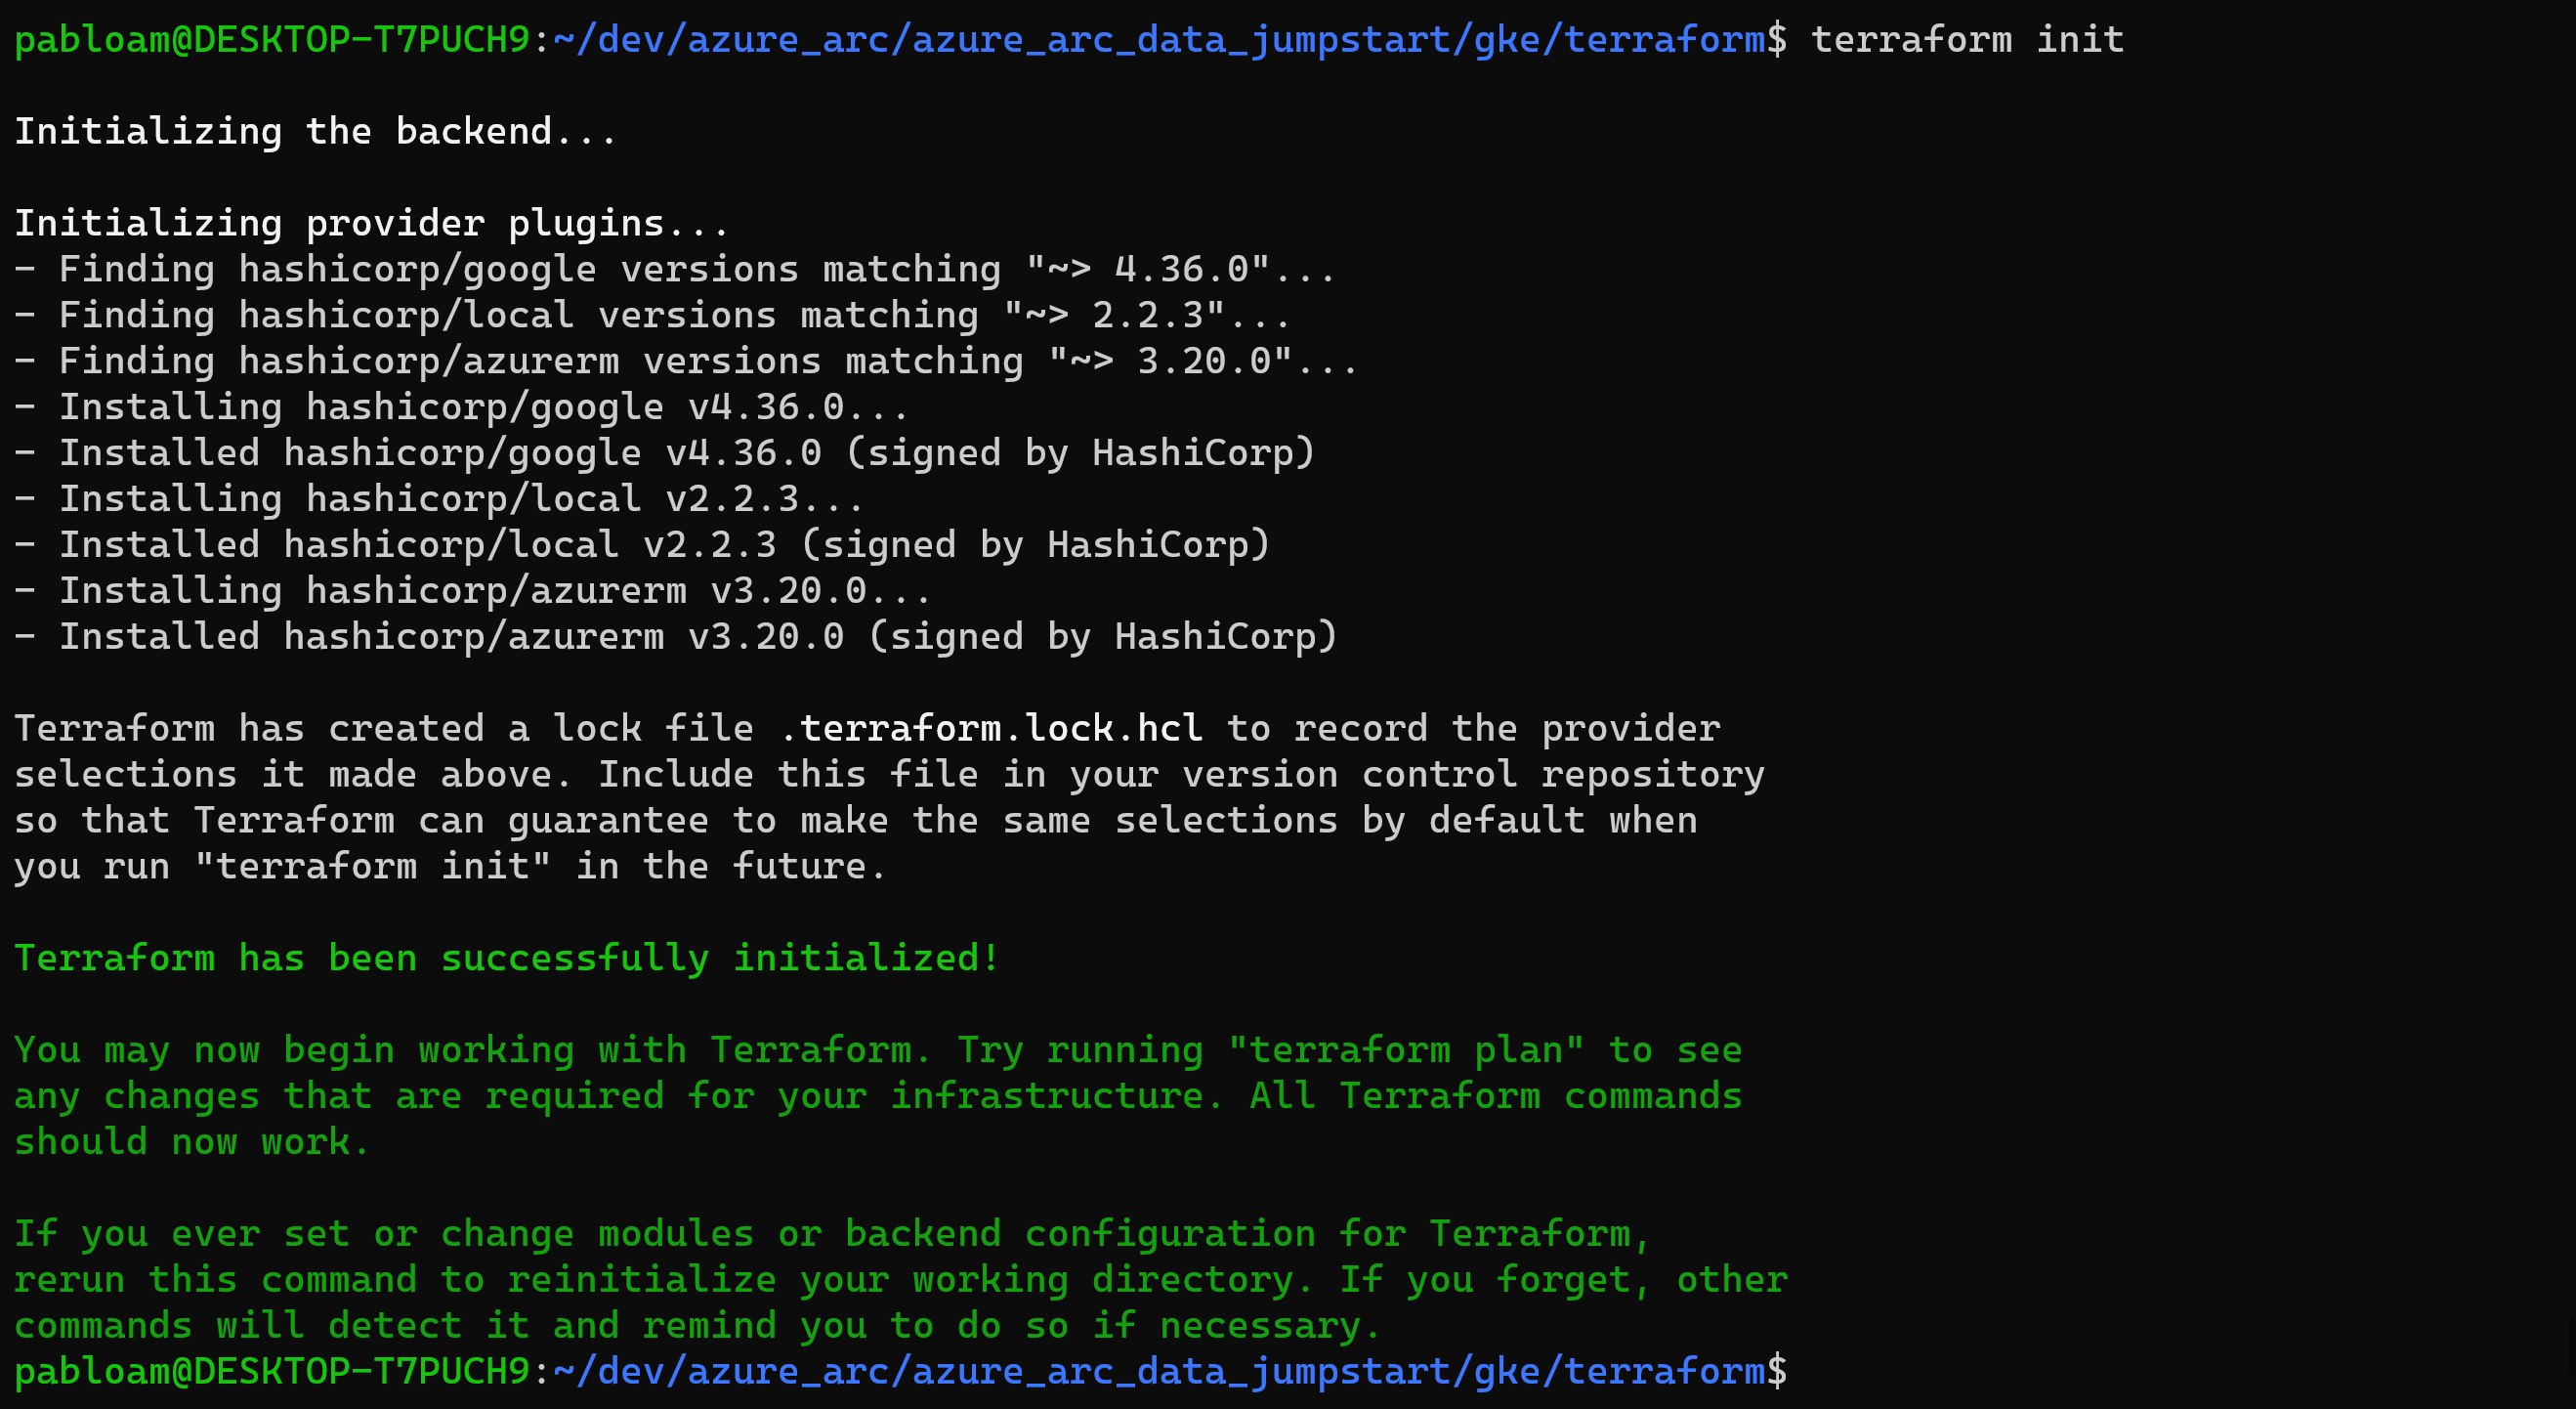 pabloam@DESKTOP-T7PUCH9:~/dev/azure_arc/azure_arc_data_jumpstart/gke/terraform$ terraform init
Initializing the backend...
Initializing provider plugins...
- Finding hashicorp/google versions matching "~> 4.36.0"...
- Finding hashicorp/local versions matching "~> 2.2.3"...
- Finding hashicorp/azurerm versions matching "~> 3.20.0"...
- Installing hashicorp/google v4.36.0...
- Installed hashicorp/google v4.36.0 (signed by HashiCorp)
- Installing hashicorp/local v2.2.3...
- Installed hashicorp/local v2.2.3 (signed by HashiCorp)
- Installing hashicorp/azurerm v3.20.0...
- Installed hashicorp/azurerm v3.20.0 (signed by HashiCorp)
Terraform has created a lock file .terraform.lock.hcl to record the provider
selections it made above. Include this file in your version control repository
so that Terraform can guarantee to make the same selections by default when
you run "terraform init" in the future.
Terraform has been successfully initialized!
You may now begin working with Terraform. Try running "terraform plan" to see
any changes that are required for your infrastructure. All Terraform commands
should now work.
If you ever set or change modules or backend configuration for Terraform,
rerun this command to reinitialize your working directory. If you forget, other
commands will detect it and remind you to do so if necessary.
pabloam@DESKTOP-T7PUCH9:~/dev/azure_arc/azure_arc_data_jumpstart/gke/terraform$